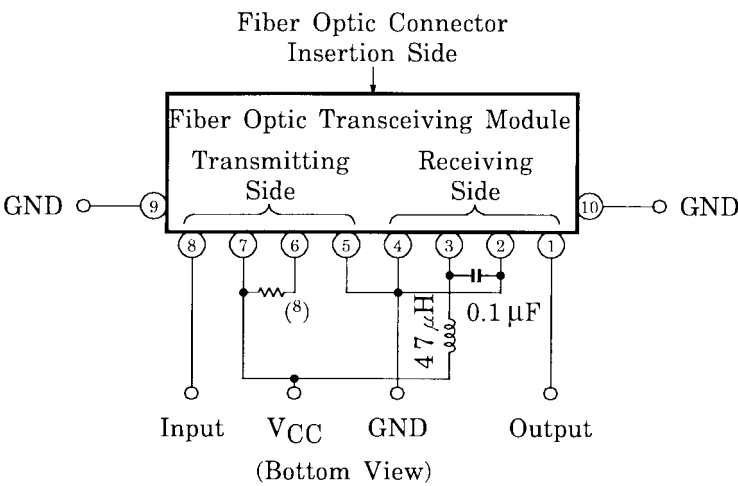 Fiber Optic Connector
Insertion Side
Fiber Optic Transceiving Module
Transmitting
Side
Receiving
Side
GND
9
10
GND
8
7
6
5
4
3
2
1
(8)
47 μH
0.1 μF
Input
VCC
GND
Output
(Bottom View)